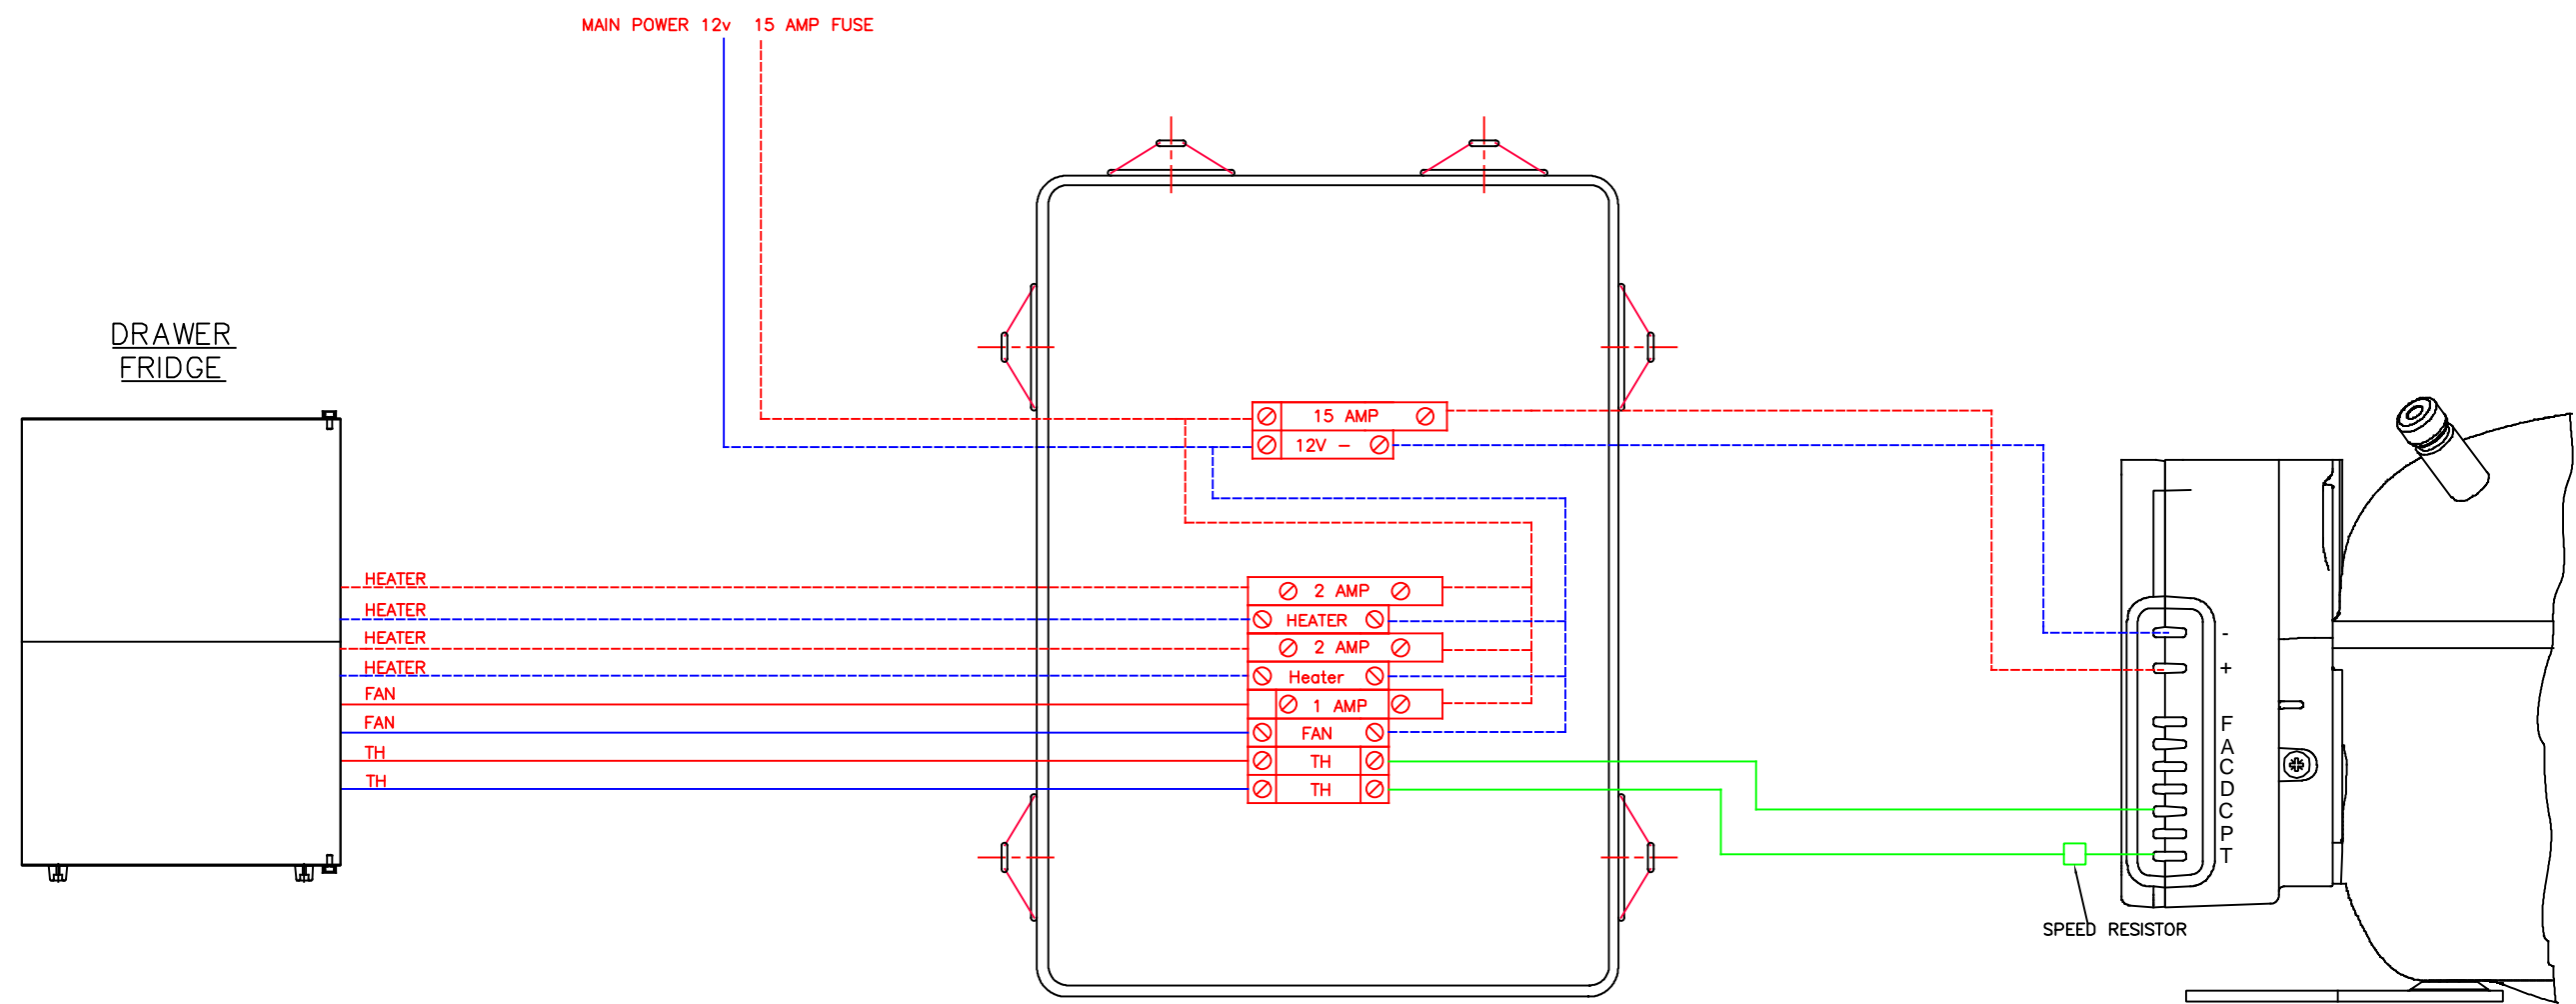 MAIN POWER 12v 15 AMP FUSE
DRAWER
FRIDGE
15 AMP
12V -
HEATER
HEATER
HEATER
HEATER
FAN
FAN
TH
TH
2 AMP
HEATER
2 AMP
Heater
1 AMP
FAN
TH
TH
-
+
F
A
C
D
C
P
T
SPEED RESISTOR